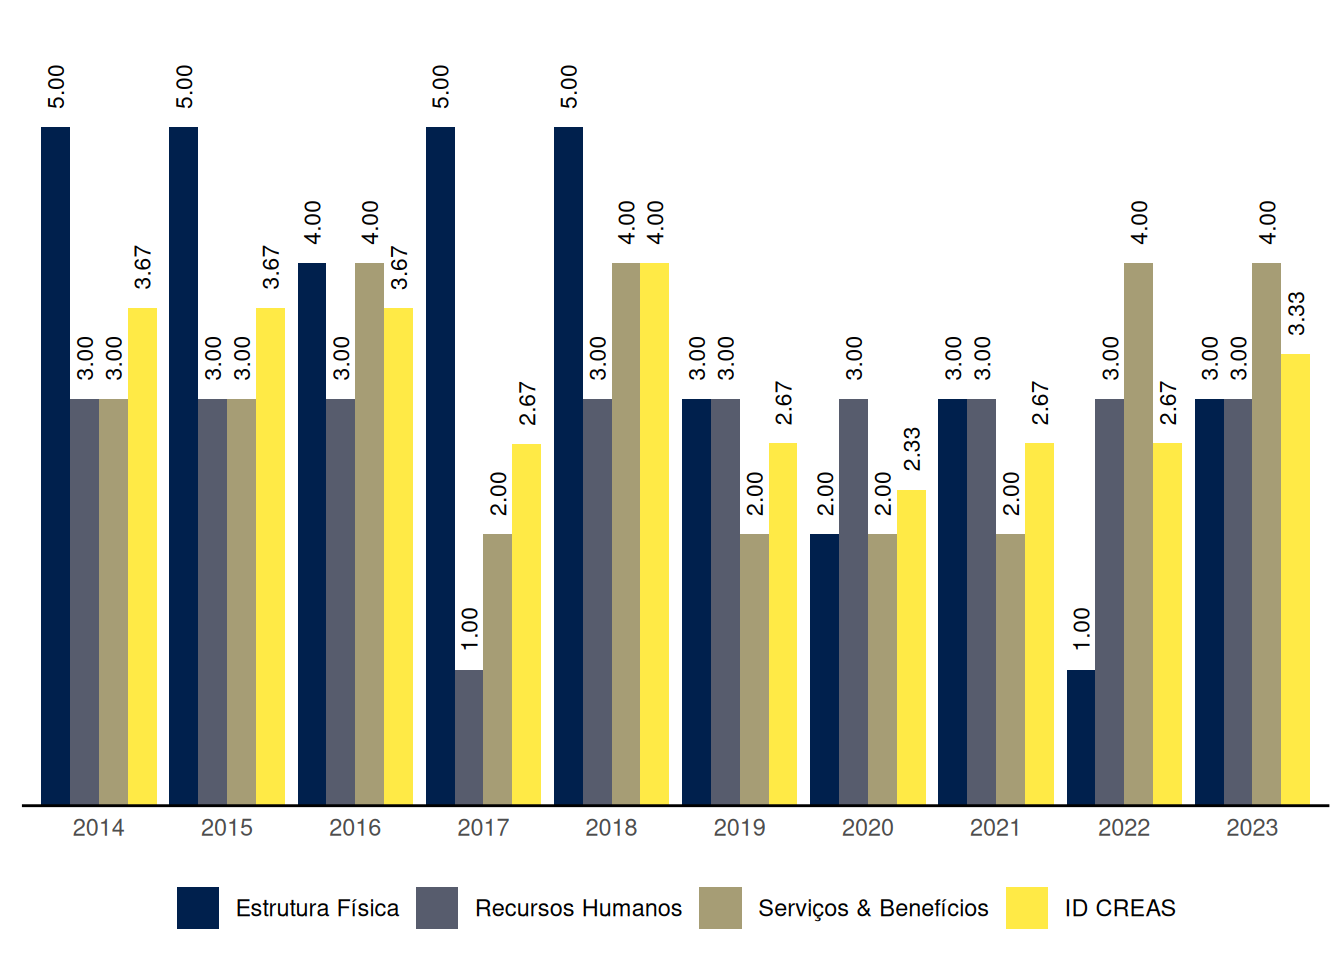 5.00 3.00 3.00 3.67 5.00 3.00 3.00 3.67 4.00 3.00 4.00 3.67 5.00 1.00 2.00 2.67 5.00 3.00 4.00 4.00 3.00 3.00 2.00 2.67 2.00 3.00 2.00 2.33 3.00 3.00 2.00 2.67 1.00 3.00 4.00 2.67 3.00 3.00 4.00 3.33
2014 2015 2016 2017 2018 2019 2020 2021 2022 2023
Estrutura Física Recursos Humanos Serviços & Benefícios ID CREAS